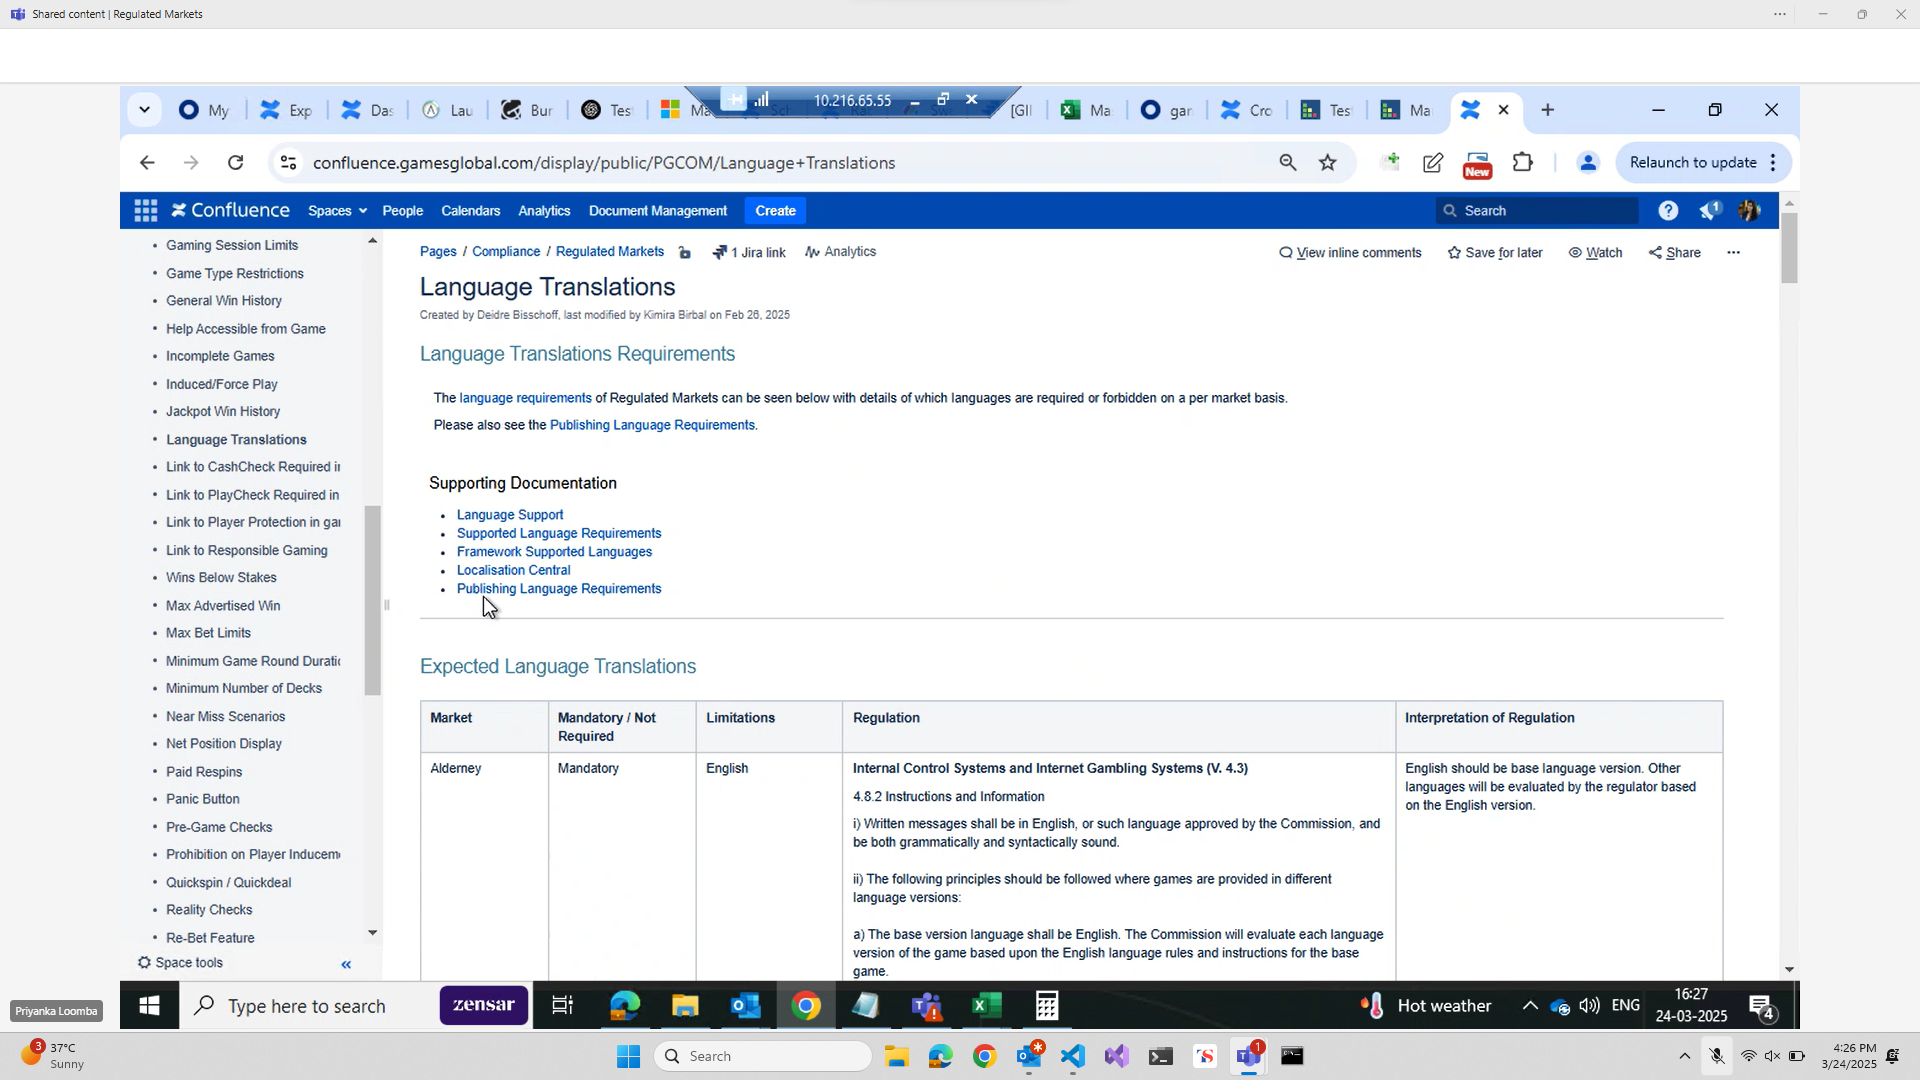 Shared content | Regulated Markets
My
Exp
Das
Lau
Bur
Tes
Ma
10.216.65.55
[GII
Ma
gar
Cro
Tes
Ma
confluence.gamesglobal.com/display/public/PGCOM/Language+Translations
New
Relaunch to update
Confluence
Spaces
People
Calendars
Analytics
Document Management
Create
Search
1
Gaming Session Limits
Game Type Restrictions
General Win History
Help Accessible from Game
Incomplete Games
Induced/Force Play
Jackpot Win History
Language Translations
Link to CashCheck Required in
Link to PlayCheck Required in
Link to Player Protection in gar
Link to Responsible Gaming
Wins Below Stakes
Max Advertised Win
Max Bet Limits
Minimum Game Round Duratio
Minimum Number of Decks
Near Miss Scenarios
Net Position Display
Paid Respins
Panic Button
Pre-Game Checks
Prohibition on Player Induceme
Quickspin / Quickdeal
Reality Checks
Re-Bet Feature
Space tools
Pages / Compliance / Regulated Markets
1 Jira link
Analytics
View inline comments
Save for later
Watch
Share
Language Translations
Created by Deidre Bisschoff, last modified by Kimira Birbal on Feb 26, 2025
Language Translations Requirements
The language requirements of Regulated Markets can be seen below with details of which languages are required or forbidden on a per market basis.
Please also see the Publishing Language Requirements.
Supporting Documentation
Language Support
Supported Language Requirements
Framework Supported Languages
Localisation Central
Publishing Language Requirements
Expected Language Translations
Market
Mandatory / Not
Required
Limitations
Regulation
Interpretation of Regulation
Alderney
Mandatory
English
Internal Control Systems and Internet Gambling Systems (V. 4.3)
4.8.2 Instructions and Information
i) Written messages shall be in English, or such language approved by the Commission, and
be both grammatically and syntactically sound.
ii) The following principles should be followed where games are provided in different
language versions:
a) The base version language shall be English. The Commission will evaluate each language
version of the game based upon the English language rules and instructions for the base
game.
English should be base language version. Other
languages will be evaluated by the regulator based
on the English version.
Priyanka Loomba
Type here to search
zensar
Hot weather
ENG
16:27
24-03-2025
4
3
37°C
Sunny
Search
1
4:26 PM
3/24/2025